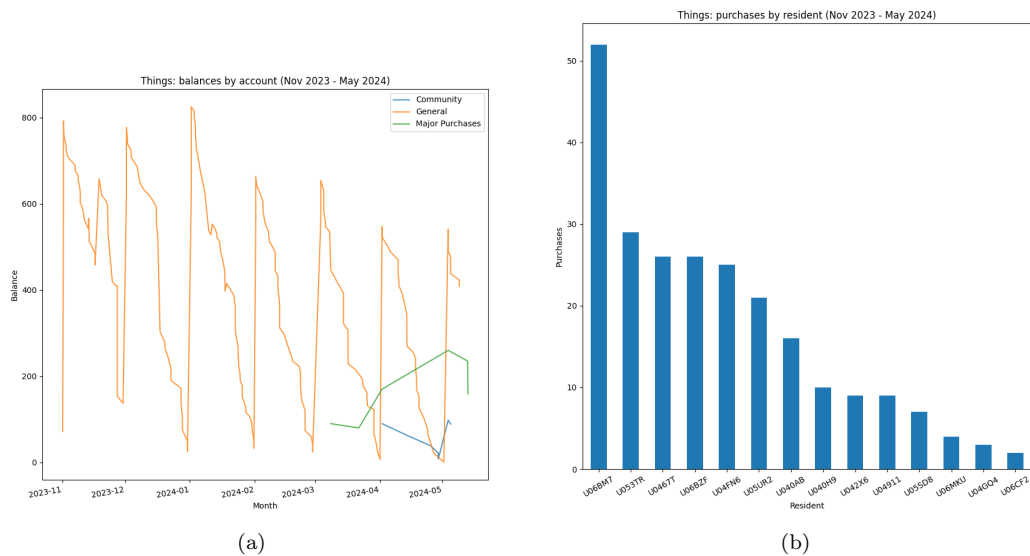 Things: balances by account (Nov 2023 - May 2024)
Community
General
Major Purchases
800
600
400
200
0
Balance
2023-11
2023-12
2024-01
2024-02
2024-03
2024-04
2024-05
Month
(a)
Things: purchases by resident (Nov 2023 - May 2024)
50
40
30
20
10
0
Purchases
U06BM7
U053TR
U0467T
U06BZF
U04FN6
U05UR2
U040AB
U040H9
U042X6
U04911
U05SD8
U06MKU
U04GQ4
U06CF2
Resident
(b)